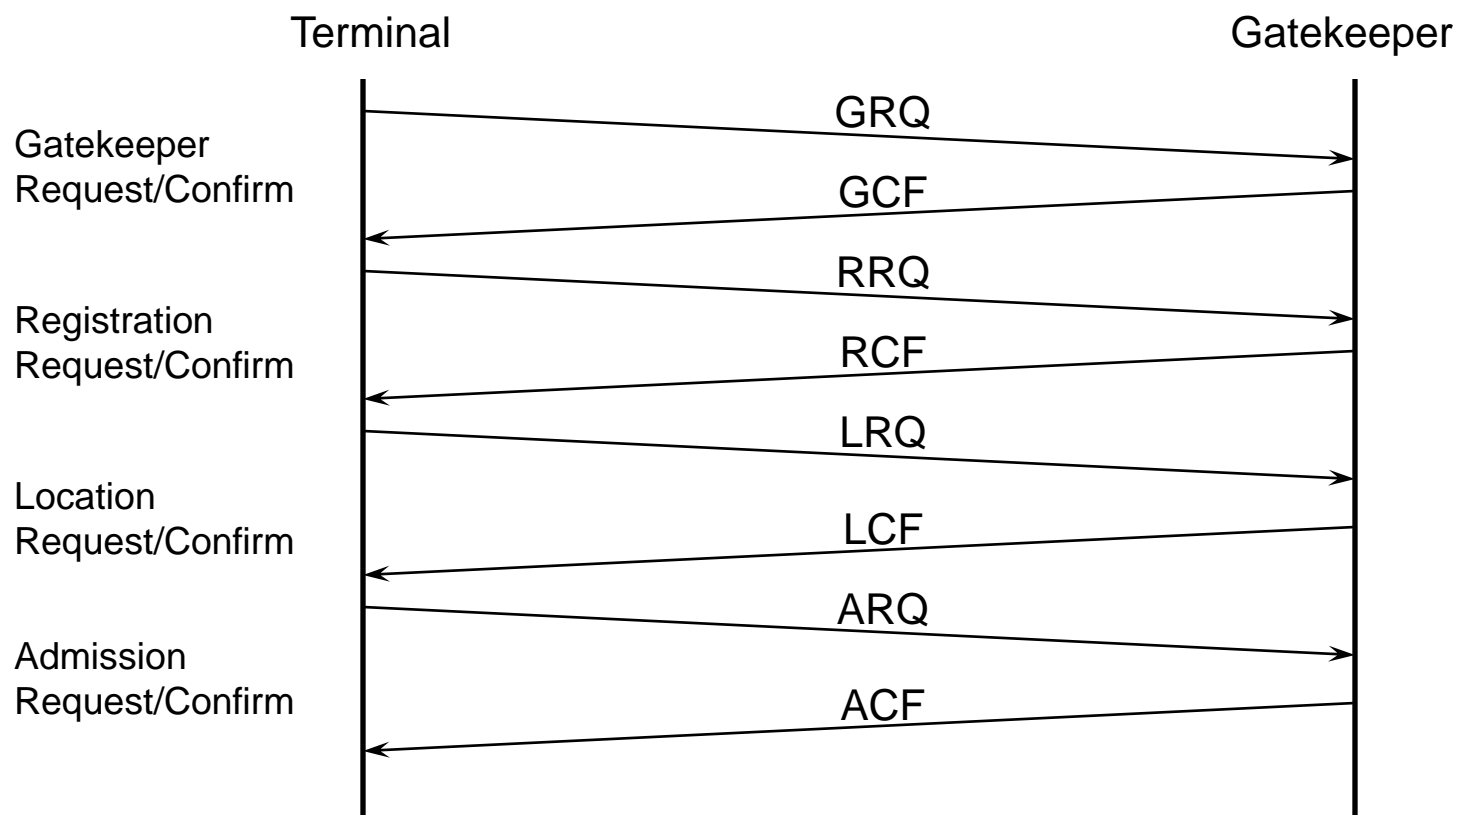 Terminal
Gatekeeper
GRQ
Gatekeeper
Request/Confirm
GCF
RRQ
Registration
Request/Confirm
RCF
LRQ
Location
Request/Confirm
LCF
ARQ
Admission
Request/Confirm
ACF